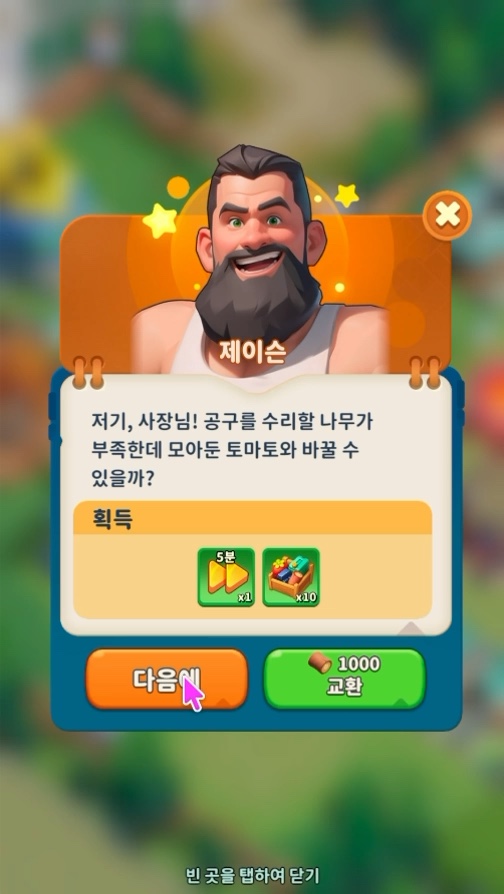 제이슨
저기, 사장님! 공구를 수리할 나무가
부족한데 모아둔 토마토와 바꿀 수
있을까?
획득
5분
x1
x10
다음에
1000
교환
빈 곳을 탭하여 닫기